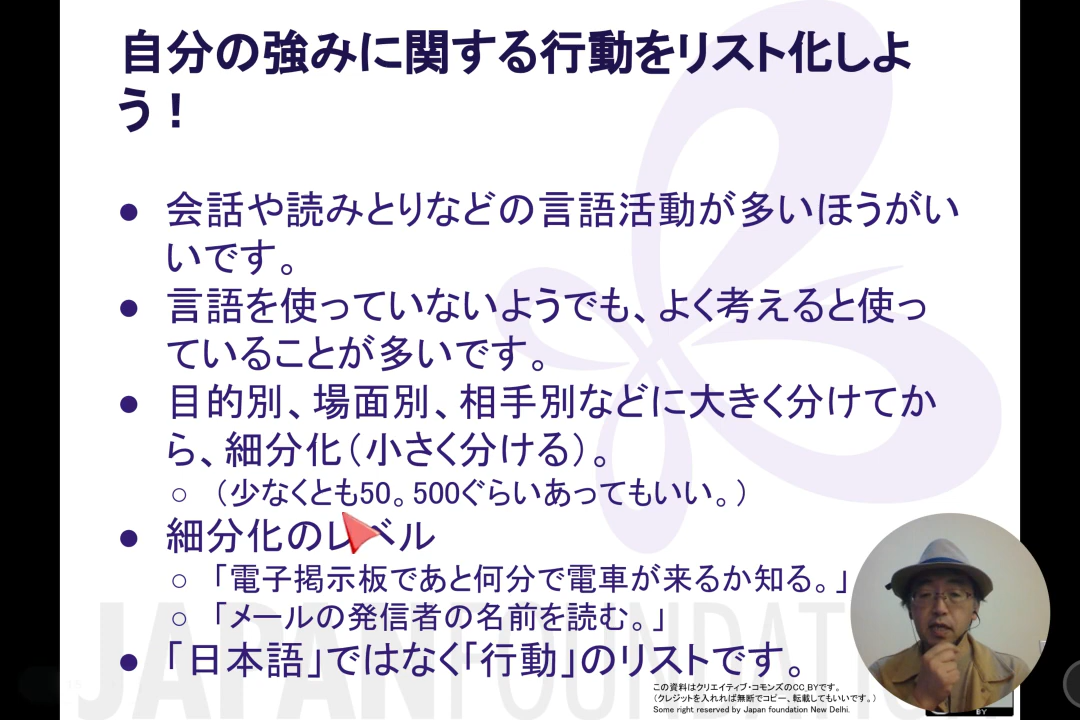 自分の強みに関する行動をリスト化しよ
う！
● 会話や読みとりなどの言語活動が多いほうがい
いです。
● 言語を使っていないようでも、よく考えると使っ
ていることが多いです。
● 目的別、場面別、相手別などに大きく分けてか
ら、細分化（小さく分ける）。
○ （少なくとも50。500ぐらいあってもいい。）
● 細分化のレベル
○ 「電子掲示板であと何分で電車が来るか知る。」
○ 「メールの発信者の名前を読む。」
● 「日本語」ではなく「行動」のリストです。
JAPAN FOUNDATI
この資料はクリエイティブ・コモンズのCC BYです。
（クレジットを入れれば無断でコピー、転載してもいいです。）
Some right reserved by Japan foundation New Delhi.
BY